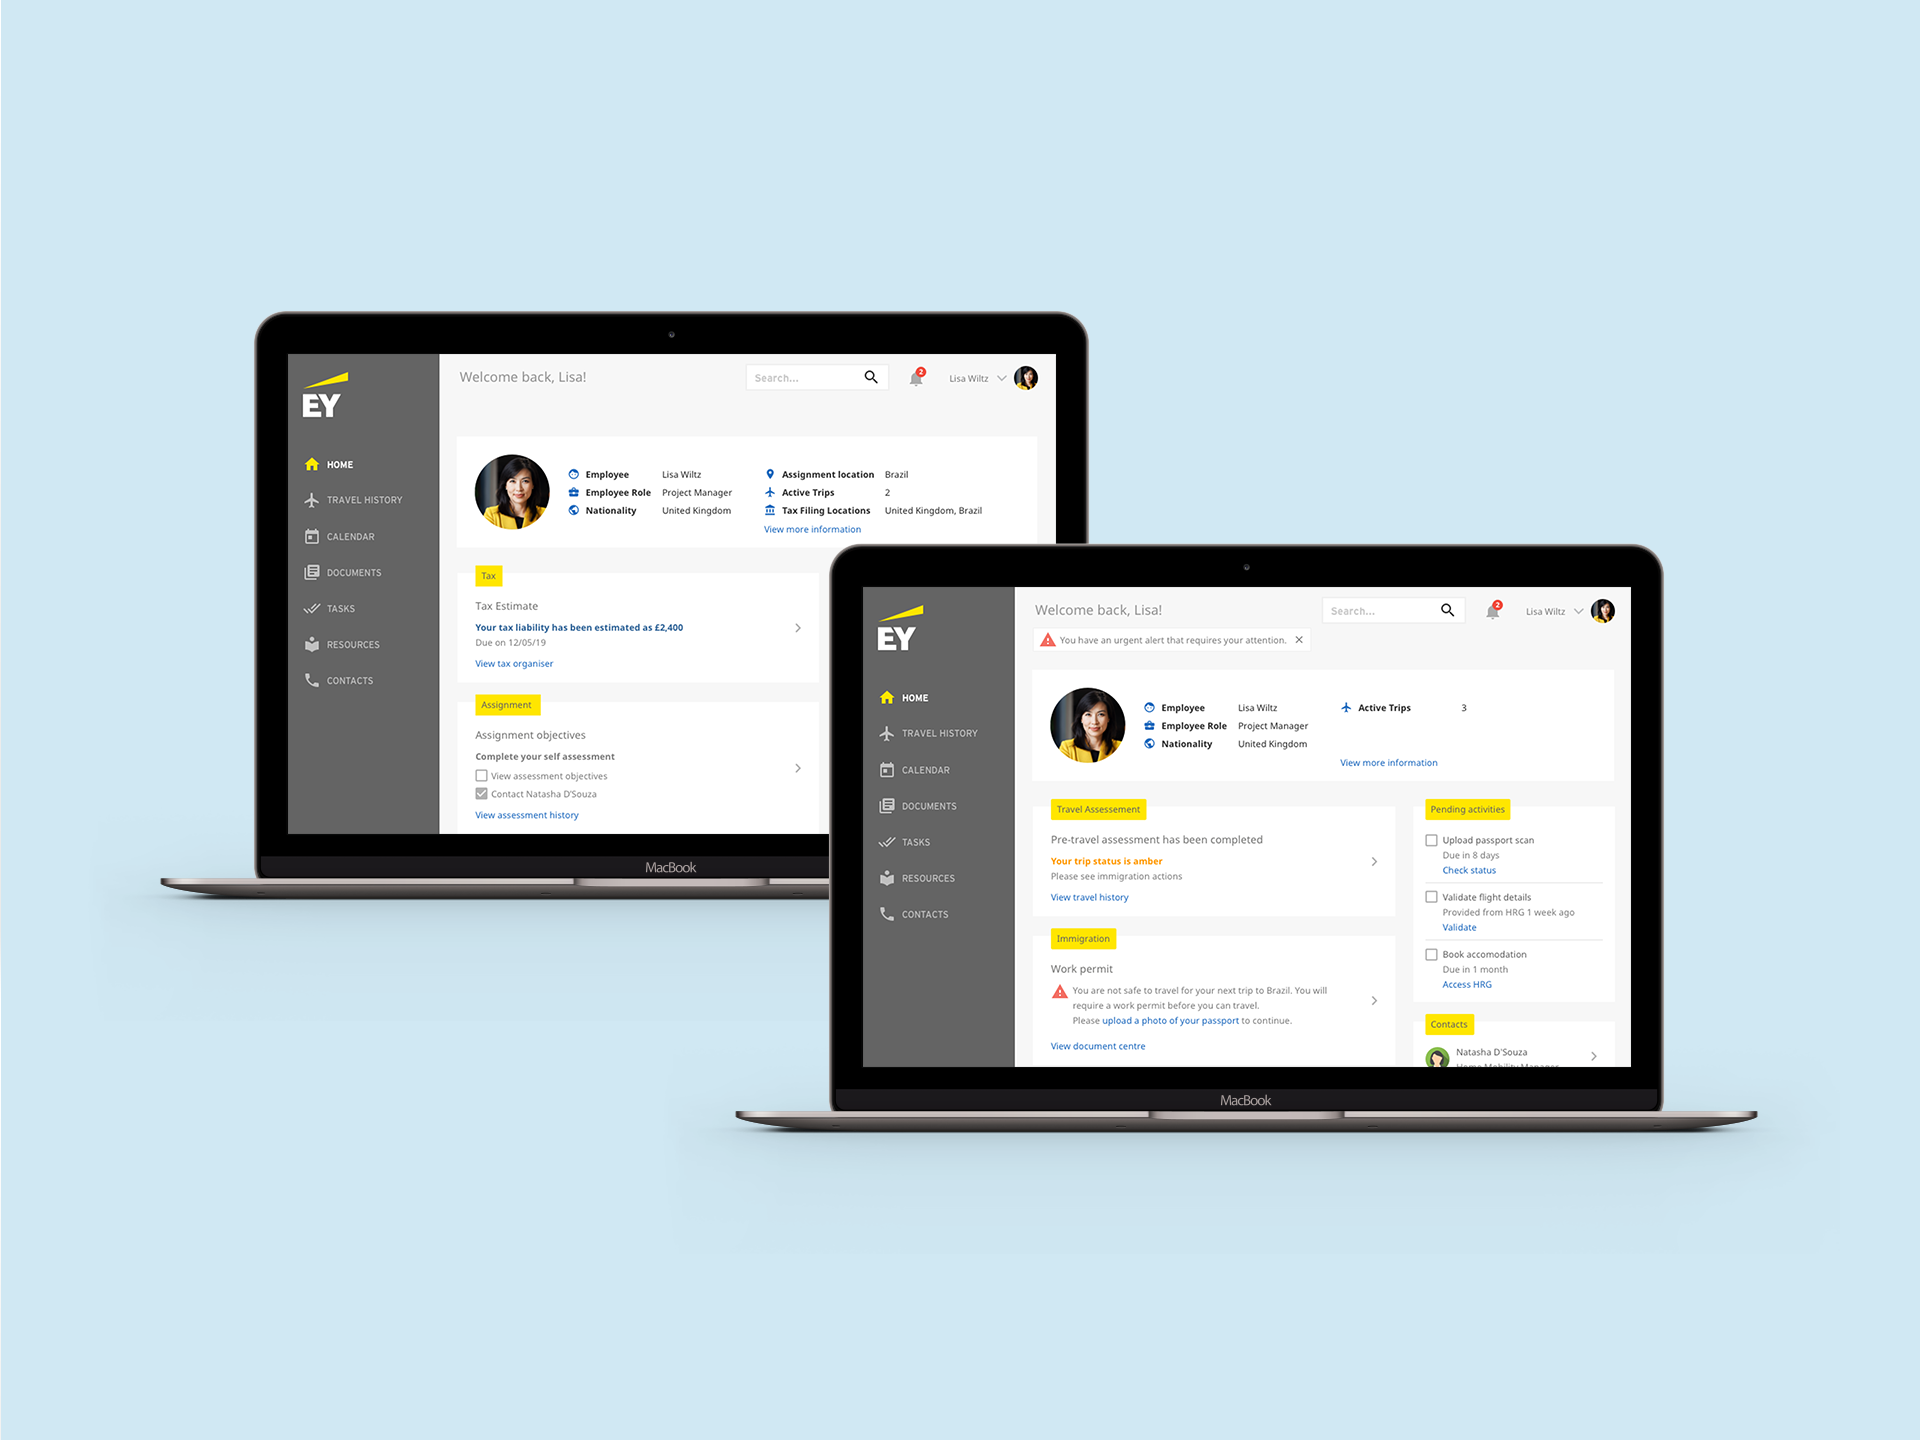 Welcome back, Lisa!
Search...
2
Lisa Wiltz
EY
HOME
TRAVEL HISTORY
CALENDAR
DOCUMENTS
TASKS
RESOURCES
CONTACTS
Employee Lisa Wiltz
Employee Role Project Manager
Nationality United Kingdom
Assignment location Brazil
Active Trips 2
Tax Filing Locations United Kingdom, Brazil
View more information
Tax
Tax Estimate
Your tax liability has been estimated as £2,400
Due on 12/05/19
View tax organiser
Assignment
Assignment objectives
Complete your self assessment
View assessment objectives
Contact Natasha D'Souza
View assessment history
MacBook
Welcome back, Lisa!
Search...
2
Lisa Wiltz
You have an urgent alert that requires your attention.
EY
HOME
TRAVEL HISTORY
CALENDAR
DOCUMENTS
TASKS
RESOURCES
CONTACTS
Employee Lisa Wiltz
Employee Role Project Manager
Nationality United Kingdom
Active Trips 3
View more information
Travel Assessement
Pre-travel assessment has been completed
Your trip status is amber
Please see immigration actions
View travel history
Immigration
Work permit
You are not safe to travel for your next trip to Brazil. You will
require a work permit before you can travel.
Please upload a photo of your passport to continue.
View document centre
Pending activities
Upload passport scan
Due in 8 days
Check status
Validate flight details
Provided from HRG 1 week ago
Validate
Book accomodation
Due in 1 month
Access HRG
Contacts
Natasha D'Souza
Home Mobility Manager
MacBook